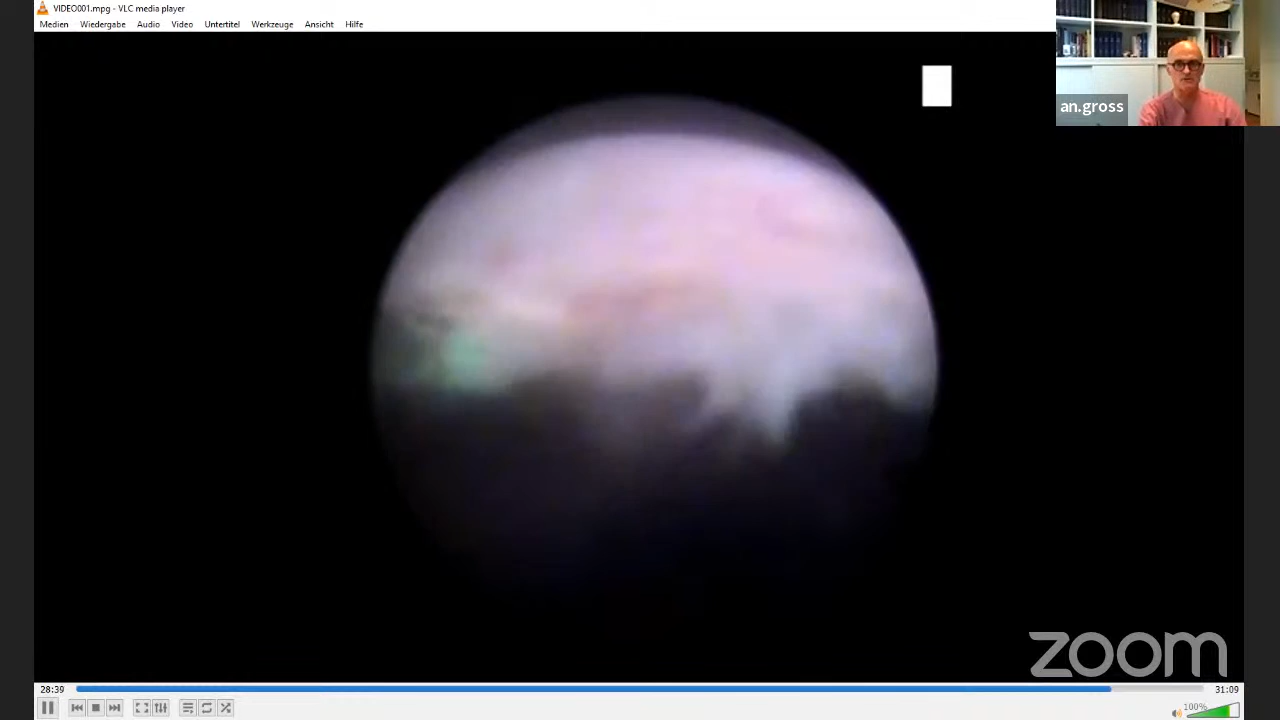 VIDEO001.mpg - VLC media player
Medien Wiedergabe Audio Video Untertitel Werkzeuge Ansicht Hilfe
an.gross
zoom
28:39
31:09
100%